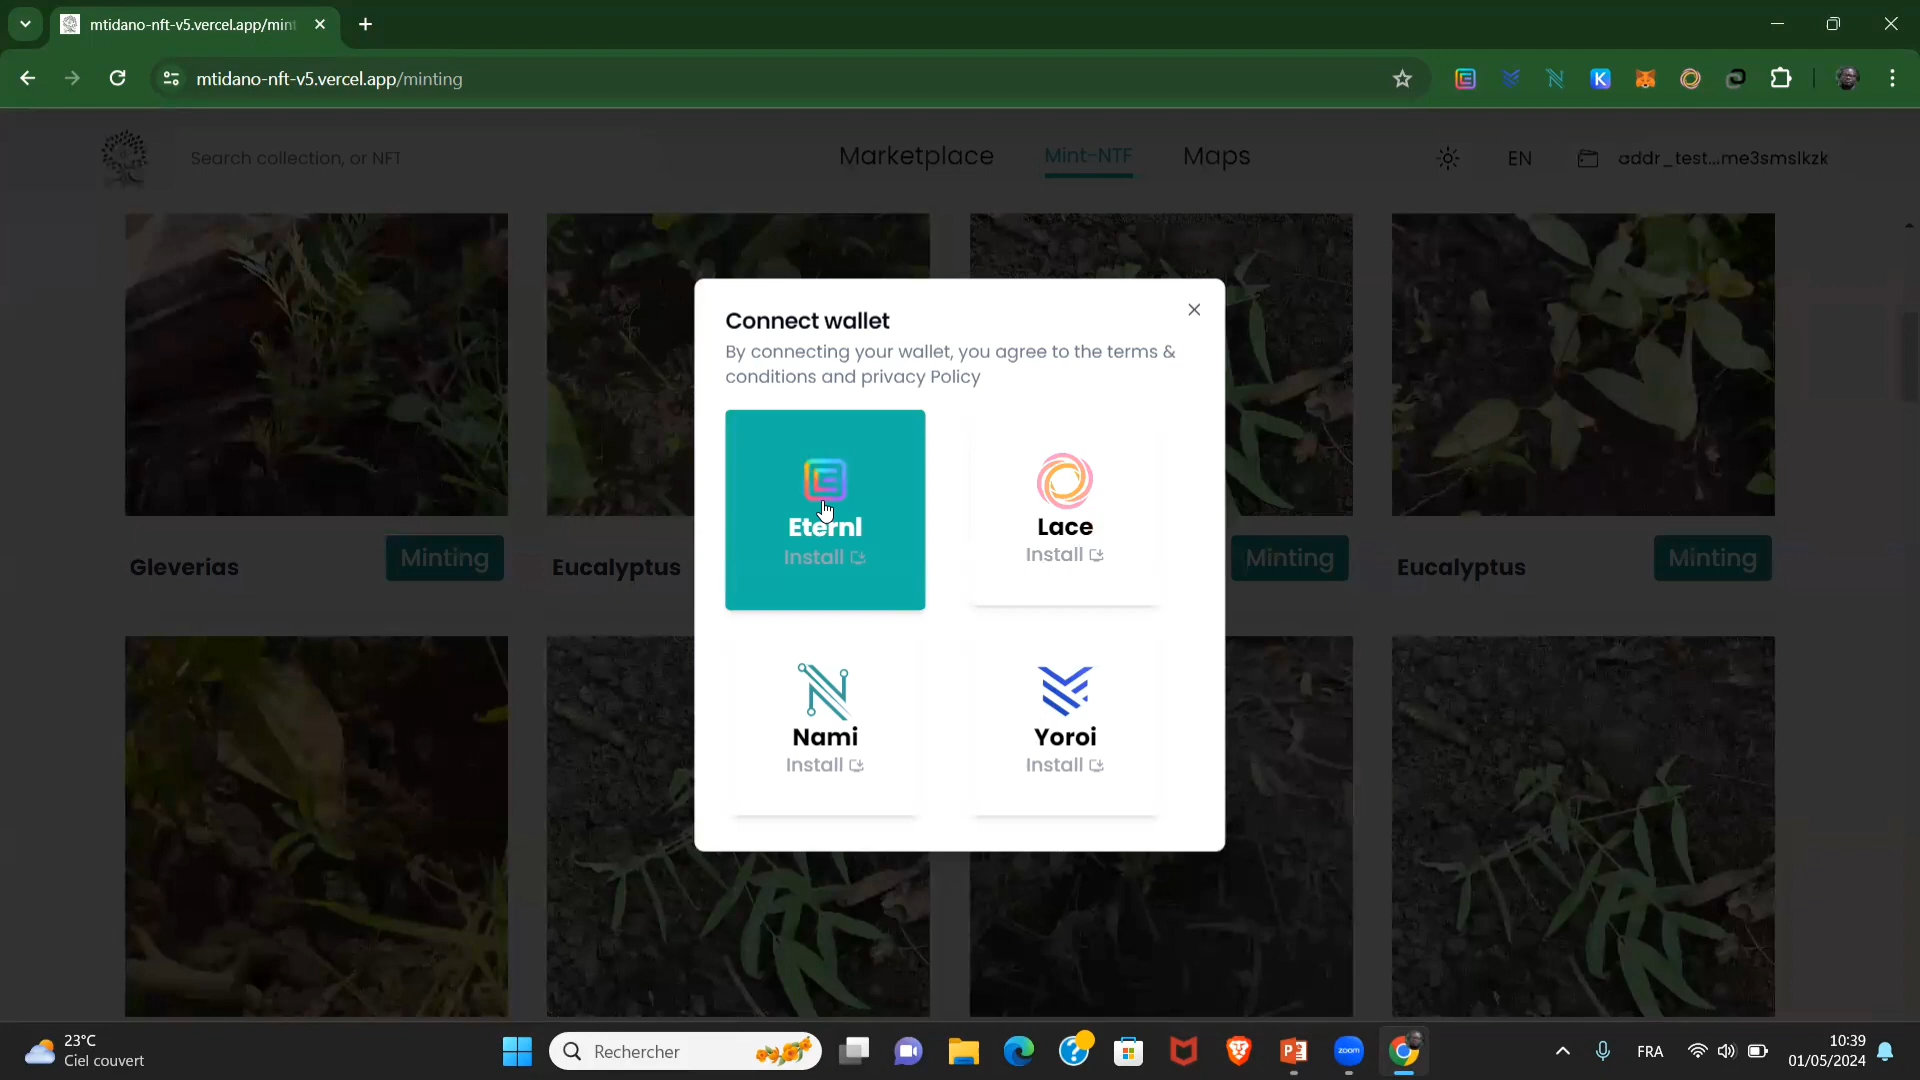 mtidano-nft-v5.vercel.app/mint
mtidano-nft-v5.vercel.app/minting
Search collection, or NFT
Marketplace
Mint-NTF
Maps
EN
addr_test...me3smslkzk
Connect wallet
By connecting your wallet, you agree to the terms &
conditions and privacy Policy
Eternl
Install
Lace
Install
Nami
Install
Yoroi
Install
Gleverias
Minting
Eucalyptus
Minting
Eucalyptus
Minting
23°C
Ciel couvert
Rechercher
zoom
FRA
10:39
01/05/2024